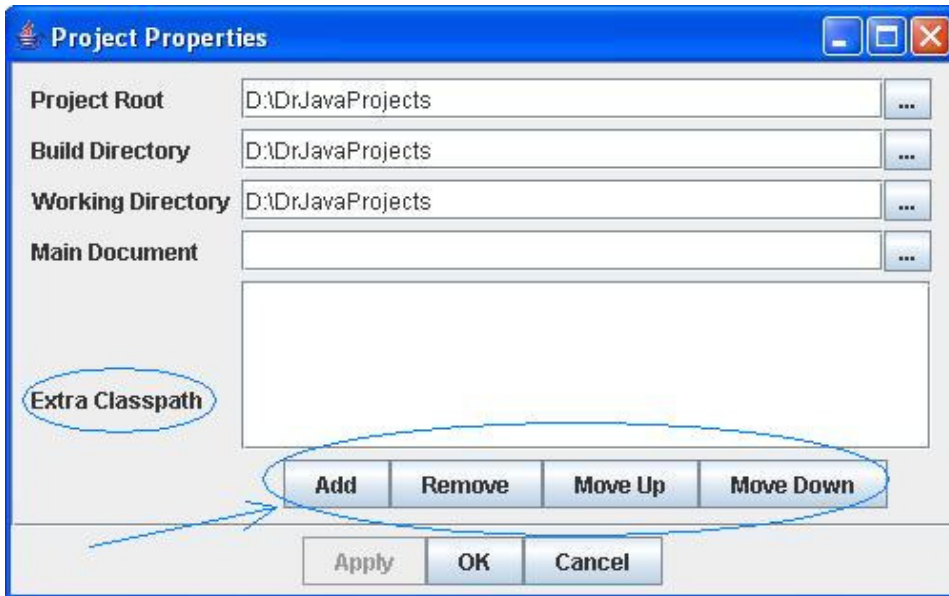 Project Properties
Project Root D:\DrJavaProjects ...
Build Directory D:\DrJavaProjects ...
Working Directory D:\DrJavaProjects ...
Main Document ...
Extra Classpath
Add Remove Move Up Move Down
Apply OK Cancel